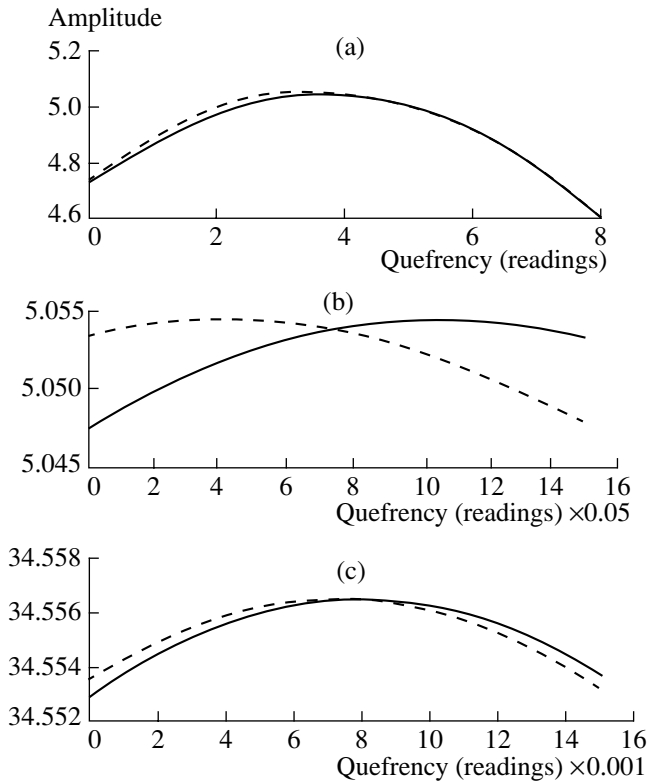 Amplitude
(a)
5.2
5.0
4.8
4.6
0 2 4 6 8
Quefrency (readings)
(b)
5.055
5.050
5.045
0 2 4 6 8 10 12 14 16
Quefrency (readings) ×0.05
(c)
34.558
34.556
34.554
34.552
0 2 4 6 8 10 12 14 16
Quefrency (readings) ×0.001